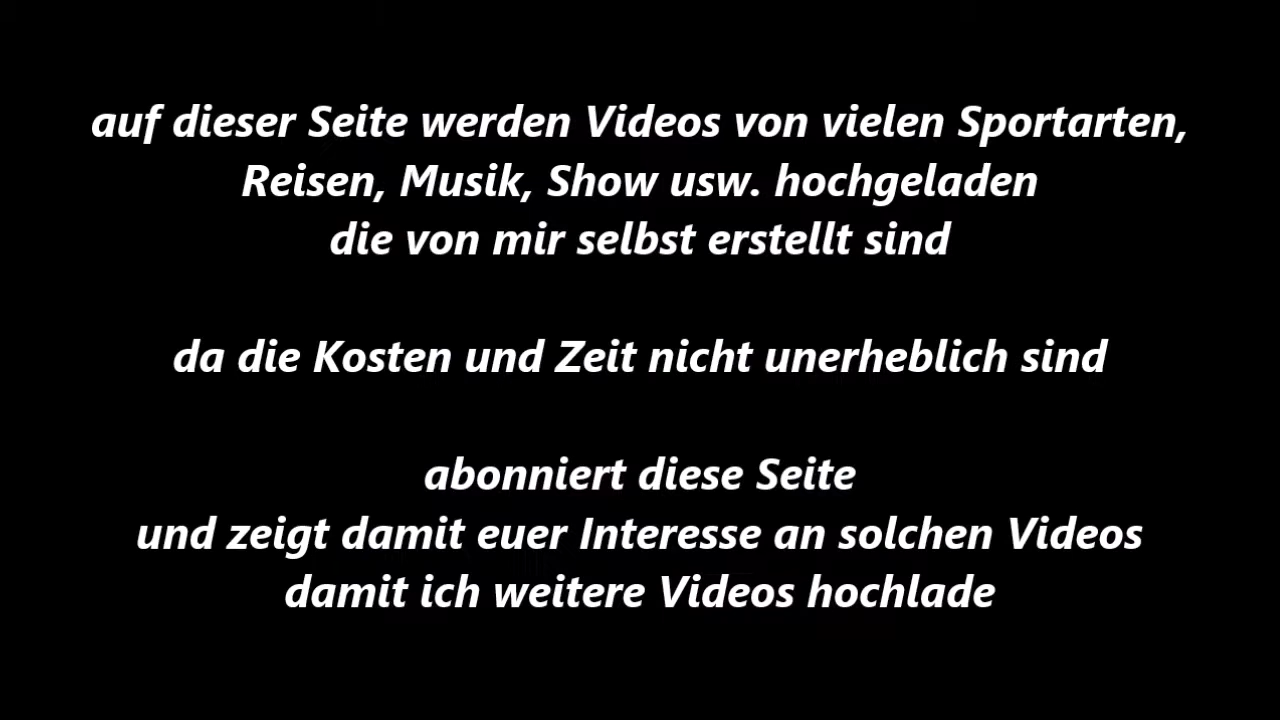 auf dieser Seite werden Videos von vielen Sportarten,
Reisen, Musik, Show usw. hochgeladen
die von mir selbst erstellt sind
da die Kosten und Zeit nicht unerheblich sind
abonniert diese Seite
und zeigt damit euer Interesse an solchen Videos
damit ich weitere Videos hochlade